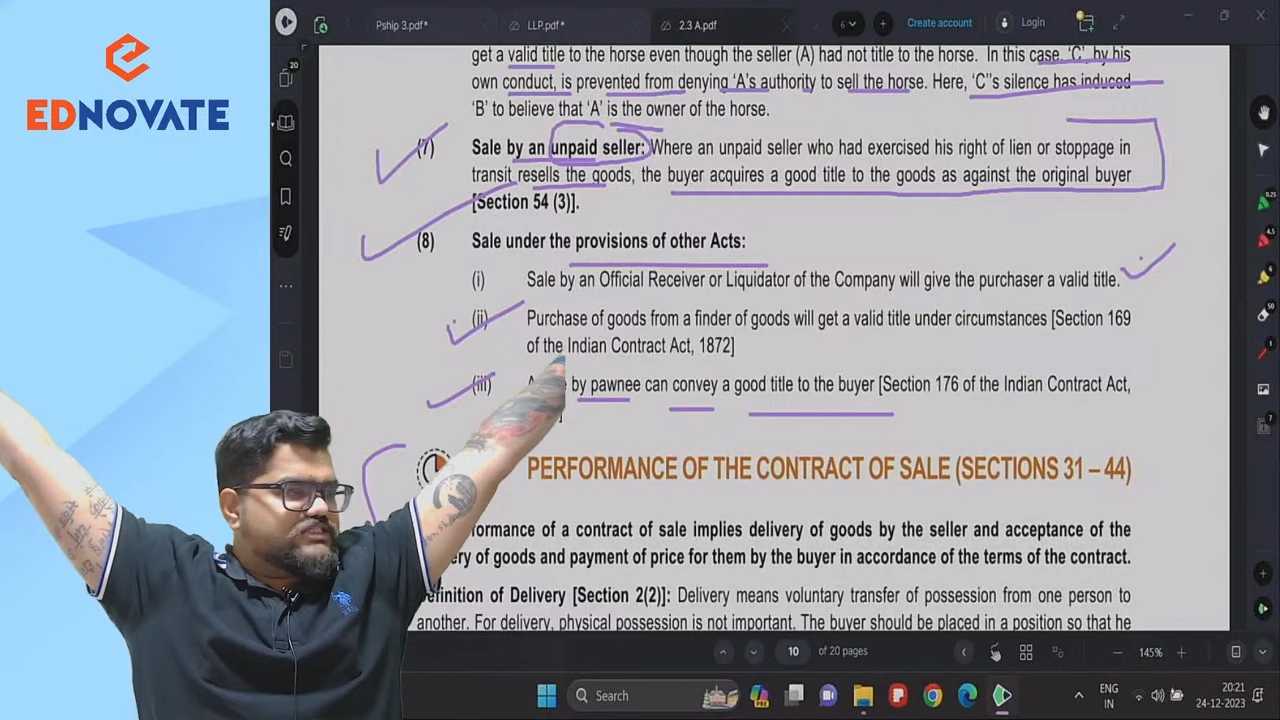 EDNOVATE
Pship 3.pdf*
LLP.pdf*
2.3 A.pdf
6
Create account
Login
get a valid title to the horse even though the seller (A) had not title to the horse. In this case, ‘C’, by his
own conduct, is prevented from denying ‘A’s authority to sell the horse. Here, ‘C’'s silence has induced
‘B’ to believe that ‘A’ is the owner of the horse.
(7) Sale by an unpaid seller: Where an unpaid seller who had exercised his right of lien or stoppage in
transit resells the goods, the buyer acquires a good title to the goods as against the original buyer
[Section 54 (3)].
(8) Sale under the provisions of other Acts:
(i) Sale by an Official Receiver or Liquidator of the Company will give the purchaser a valid title.
(ii) Purchase of goods from a finder of goods will get a valid title under circumstances [Section 169
of the Indian Contract Act, 1872]
(iii) A by pawnee can convey a good title to the buyer [Section 176 of the Indian Contract Act,
]
PERFORMANCE OF THE CONTRACT OF SALE (SECTIONS 31 – 44)
ormance of a contract of sale implies delivery of goods by the seller and acceptance of the
ery of goods and payment of price for them by the buyer in accordance of the terms of the contract.
efinition of Delivery [Section 2(2)]: Delivery means voluntary transfer of possession from one person to
another. For delivery, physical possession is not important. The buyer should be placed in a position so that he
20
0.25
4.5
6
50
1
7
10 of 20 pages
145%
Search
PRE
ENG
IN
20:21
24-12-2023